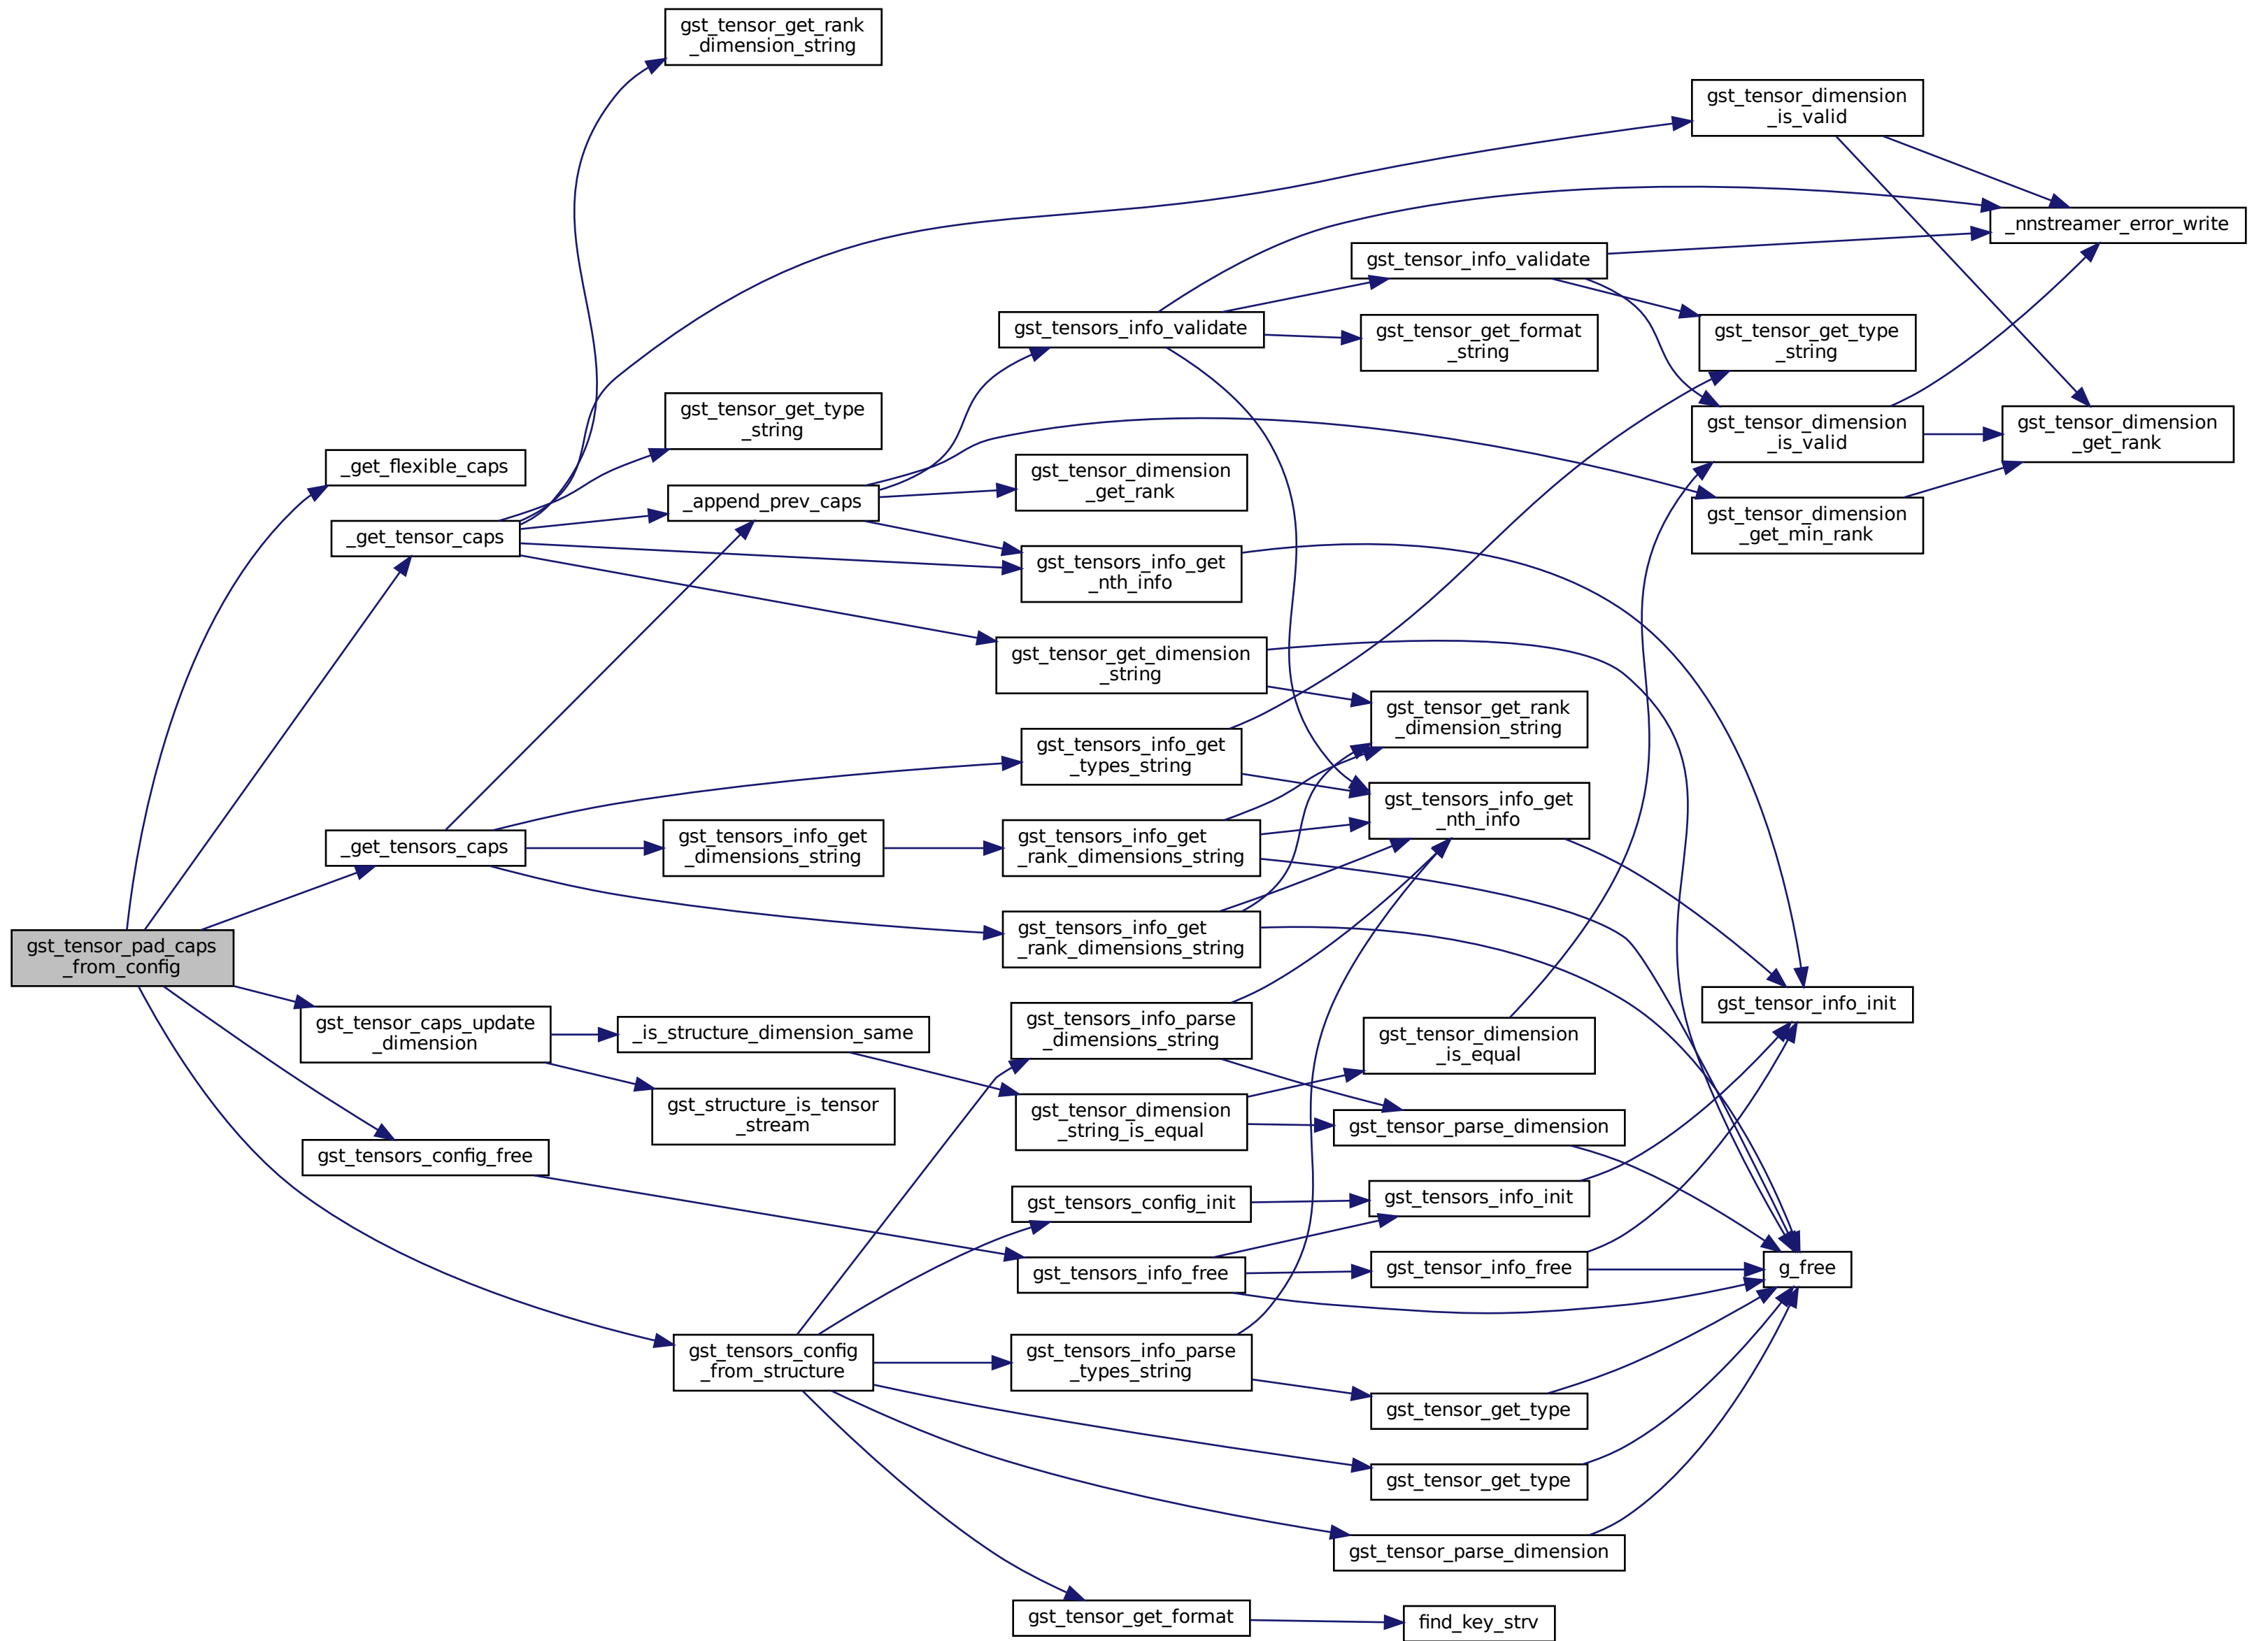 gst_tensor_pad_caps
_from_config
_get_flexible_caps
_get_tensor_caps
_get_tensors_caps
gst_tensor_caps_update
_dimension
gst_tensors_config_free
gst_tensor_get_rank
_dimension_string
gst_tensor_get_type
_string
_append_prev_caps
gst_tensors_info_get
_dimensions_string
_is_structure_dimension_same
gst_structure_is_tensor
_stream
gst_tensors_config
_from_structure
gst_tensors_info_validate
gst_tensor_dimension
_get_rank
gst_tensors_info_get
_nth_info
gst_tensor_get_dimension
_string
gst_tensors_info_get
_types_string
gst_tensors_info_get
_rank_dimensions_string
gst_tensors_info_get
_rank_dimensions_string
gst_tensors_info_parse
_dimensions_string
gst_tensor_dimension
_string_is_equal
gst_tensors_config_init
gst_tensors_info_free
gst_tensors_info_parse
_types_string
gst_tensor_get_format
gst_tensor_info_validate
gst_tensor_get_format
_string
gst_tensor_get_rank
_dimension_string
gst_tensors_info_get
_nth_info
gst_tensor_dimension
_is_equal
gst_tensor_parse_dimension
gst_tensors_info_init
gst_tensor_info_free
gst_tensor_get_type
gst_tensor_get_type
gst_tensor_parse_dimension
find_key_strv
gst_tensor_dimension
_is_valid
gst_tensor_get_type
_string
gst_tensor_dimension
_is_valid
gst_tensor_dimension
_get_min_rank
gst_tensor_info_init
g_free
_nnstreamer_error_write
gst_tensor_dimension
_get_rank